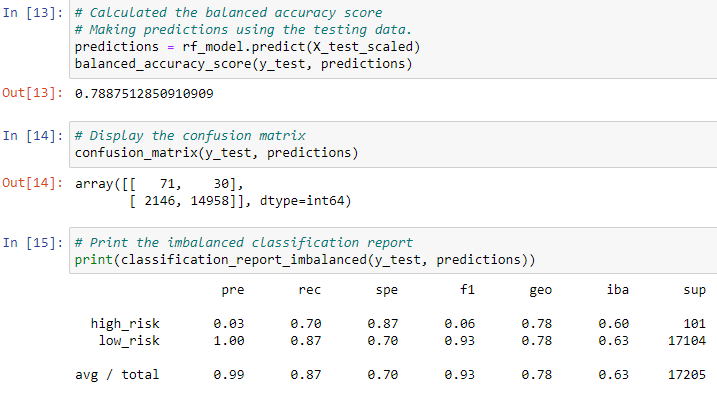 In [13]: # Calculated the balanced accuracy score
# Making predictions using the testing data.
predictions = rf_model.predict(X_test_scaled)
balanced_accuracy_score(y_test, predictions)
Out[13]: 0.7887512850910909
In [14]: # Display the confusion matrix
confusion_matrix(y_test, predictions)
Out[14]: array([[   71,    30],
[ 2146, 14958]], dtype=int64)
In [15]: # Print the imbalanced classification report
print(classification_report_imbalanced(y_test, predictions))
pre rec spe f1 geo iba sup
high_risk 0.03 0.70 0.87 0.06 0.78 0.60 101
low_risk 1.00 0.87 0.70 0.93 0.78 0.63 17104
avg / total 0.99 0.87 0.70 0.93 0.78 0.63 17205